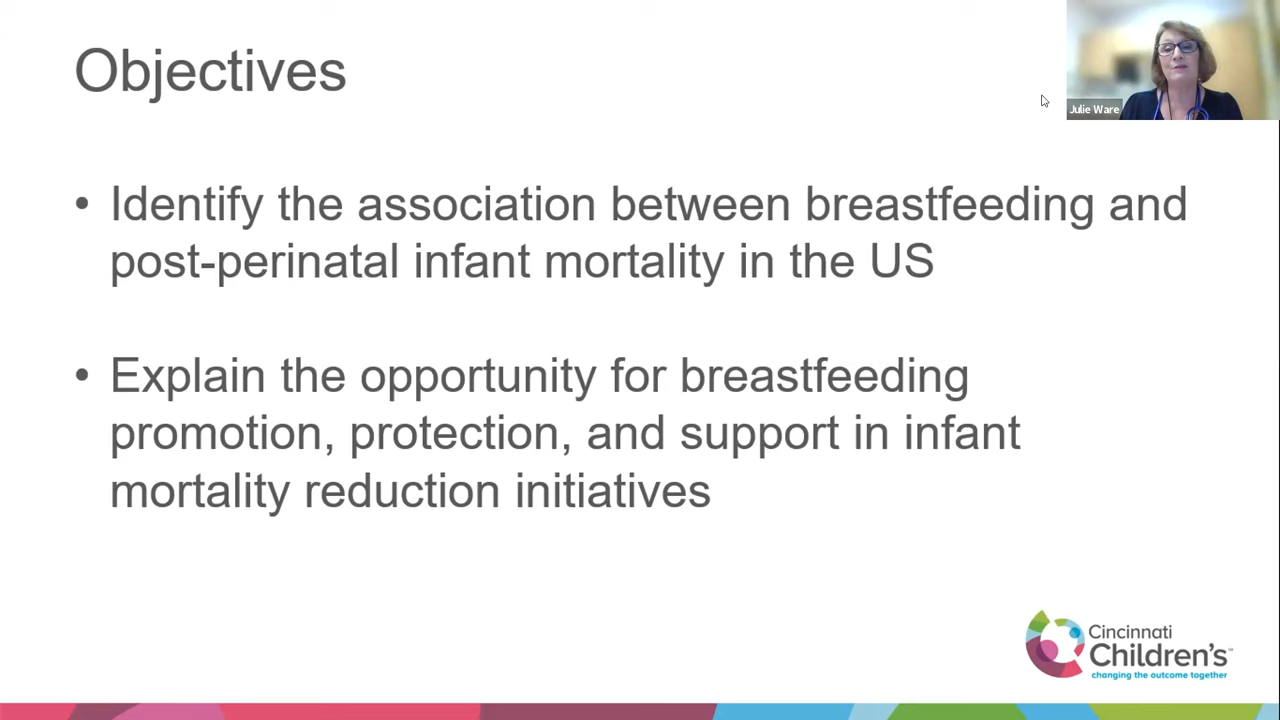 Objectives
Julie Ware
• Identify the association between breastfeeding and
post-perinatal infant mortality in the US
• Explain the opportunity for breastfeeding
promotion, protection, and support in infant
mortality reduction initiatives
Cincinnati
Children's™
changing the outcome together